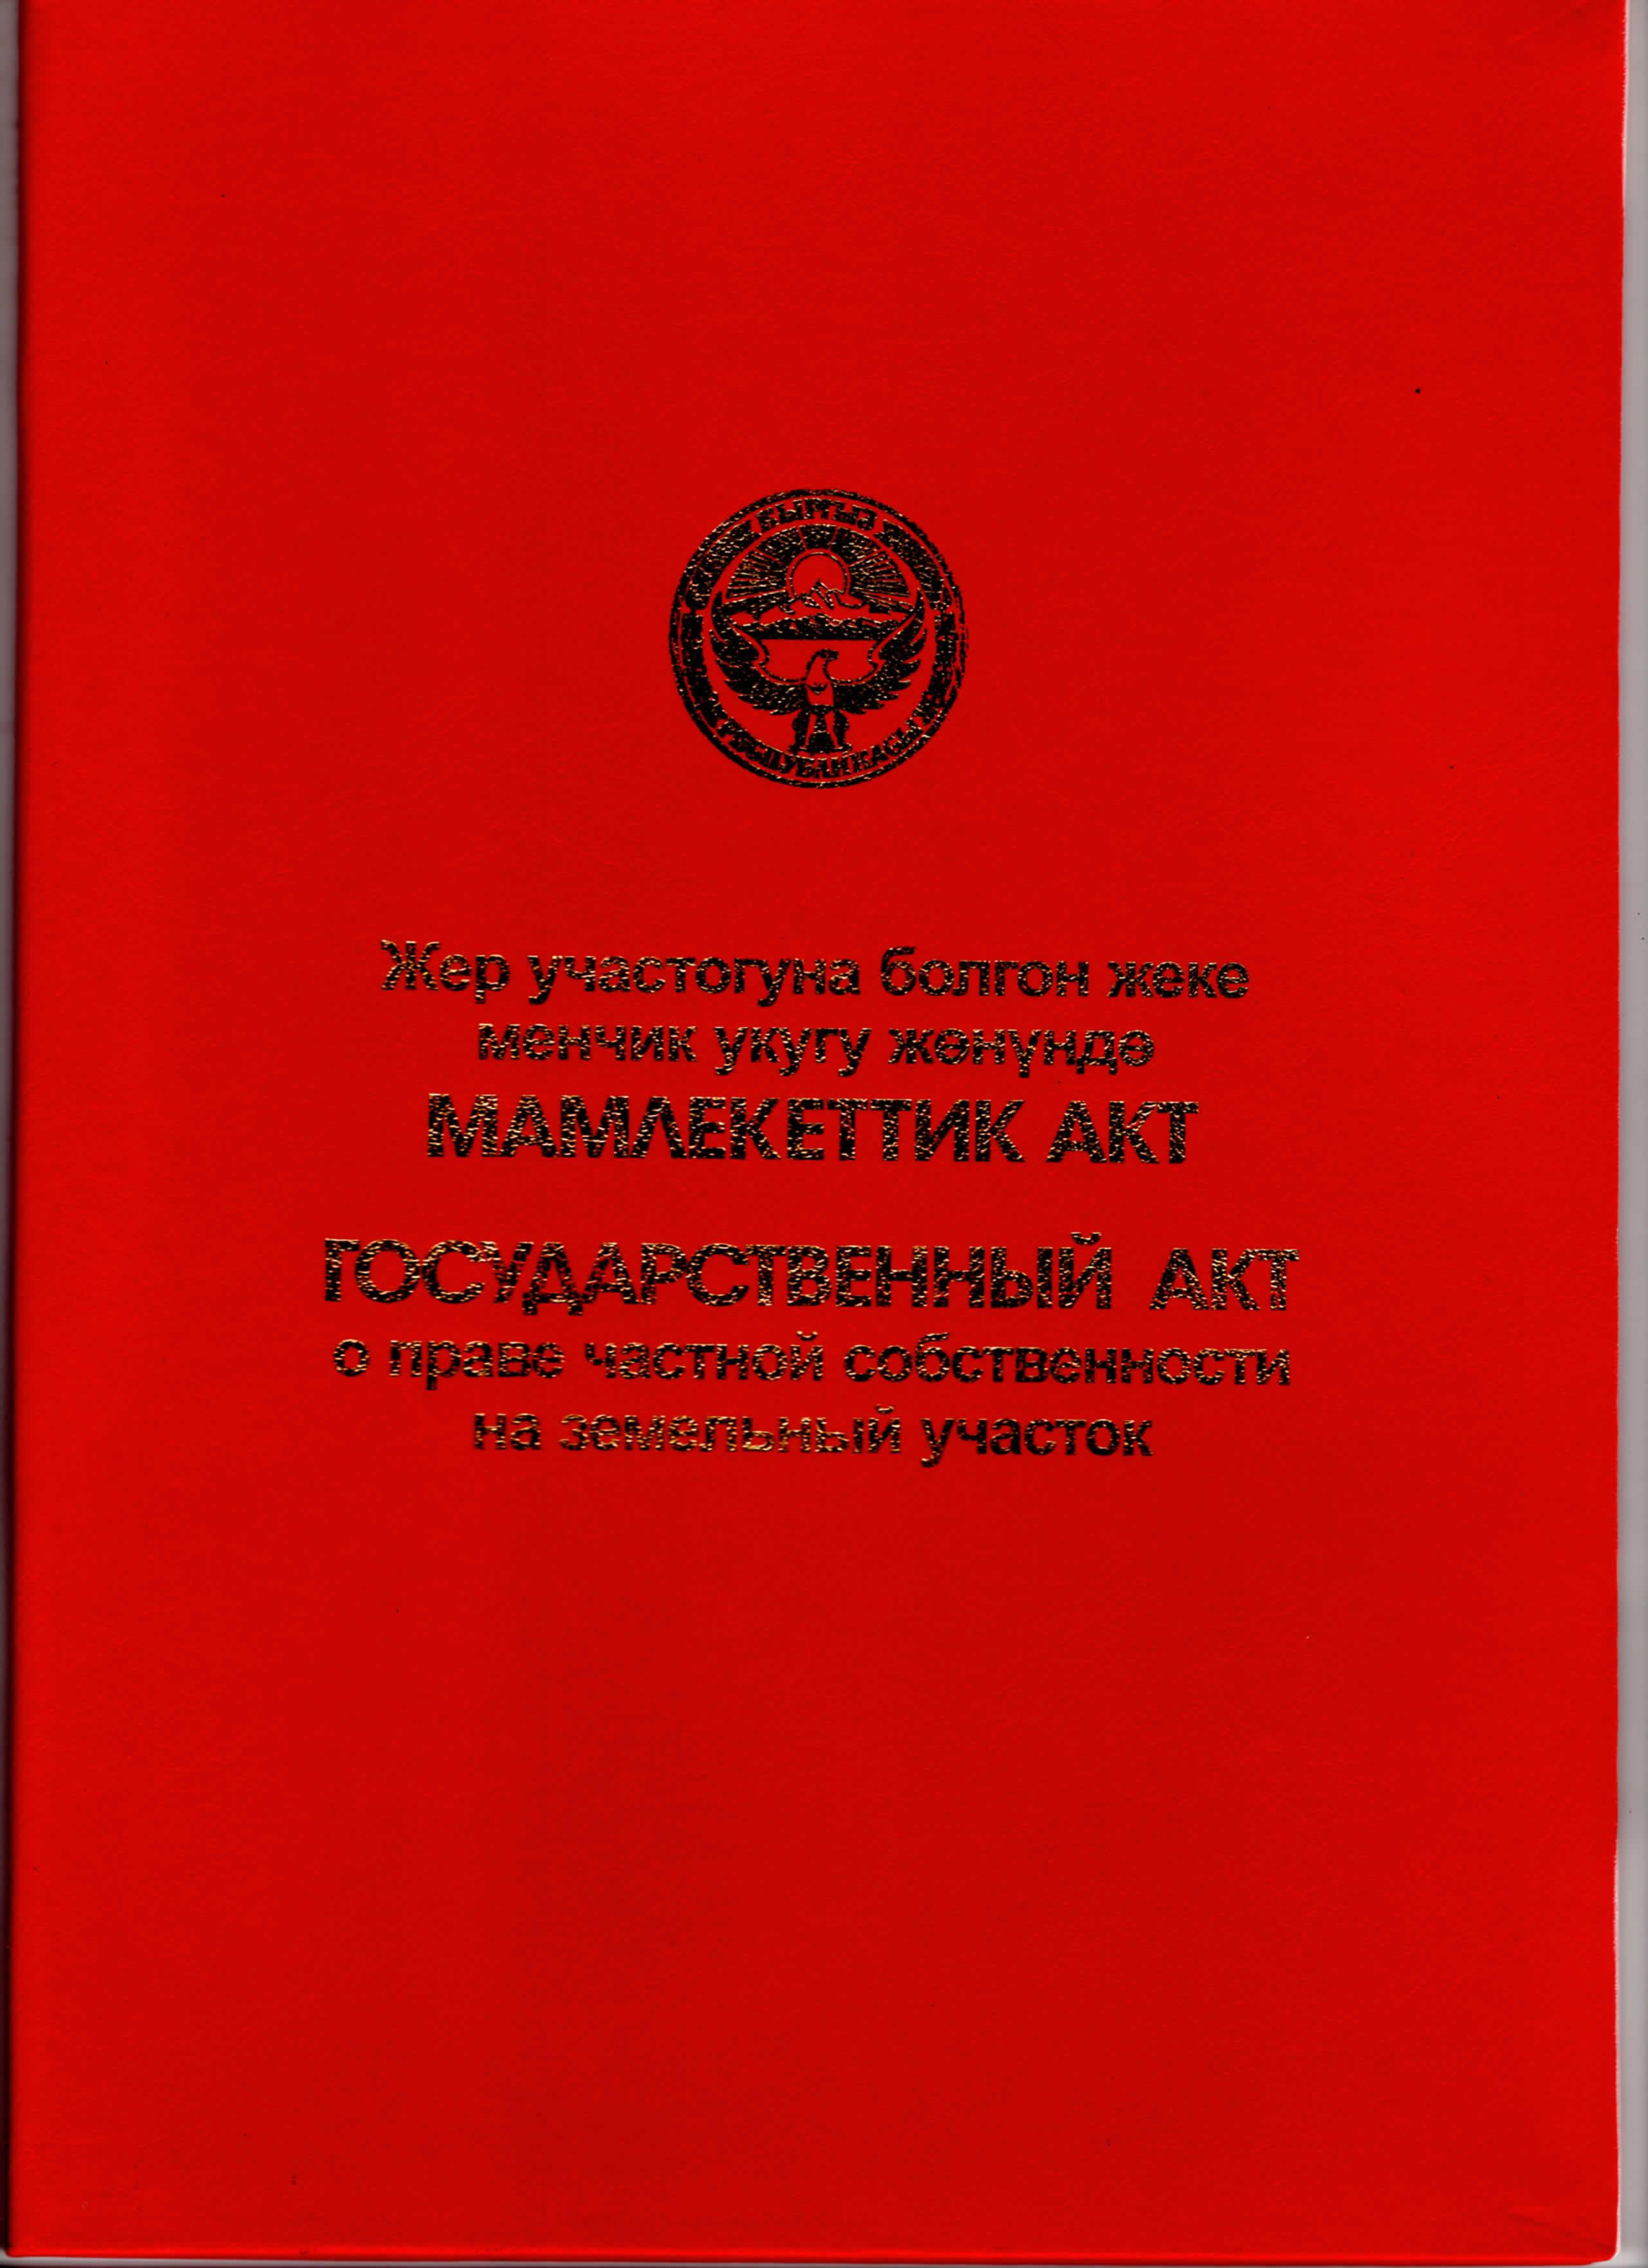 КЫРГЫЗ
РЕСПУБЛИКАСЫ
Жер участогуна болгон жеке
менчик укугу жөнүндө
МАМЛЕКЕТТИК АКТ
ГОСУДАРСТВЕННЫЙ АКТ
о праве частной собственности
на земельный участок